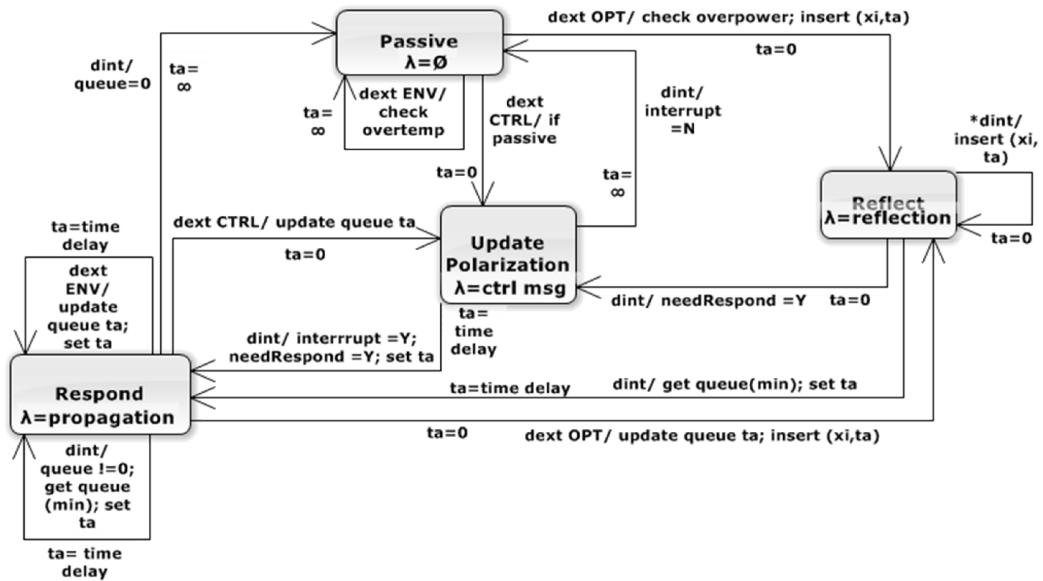 dext OPT/ check overpower; insert (xi,ta)
ta=0
Passive
λ=Ø
dint/
queue=0
ta=
∞
ta=
∞
dext ENV/
check
overtemp
dext
CTRL/ if
passive
ta=0
dint/
interrupt
=N
ta=
∞
*dint/
insert (xi,
ta)
ta=0
Reflect
λ=reflection
dext CTRL/ update queue ta
ta=0
Update
Polarization
λ=ctrl msg
dint/ needRespond =Y
ta=0
ta=time
delay
dext
ENV/
update
queue ta;
set ta
ta=
time
delay
dint/ interrrupt =Y;
needRespond =Y; set ta
ta=time delay
dint/ get queue(min); set ta
Respond
λ=propagation
ta=0
dext OPT/ update queue ta; insert (xi,ta)
dint/
queue !=0;
get queue
(min); set
ta
ta= time
delay